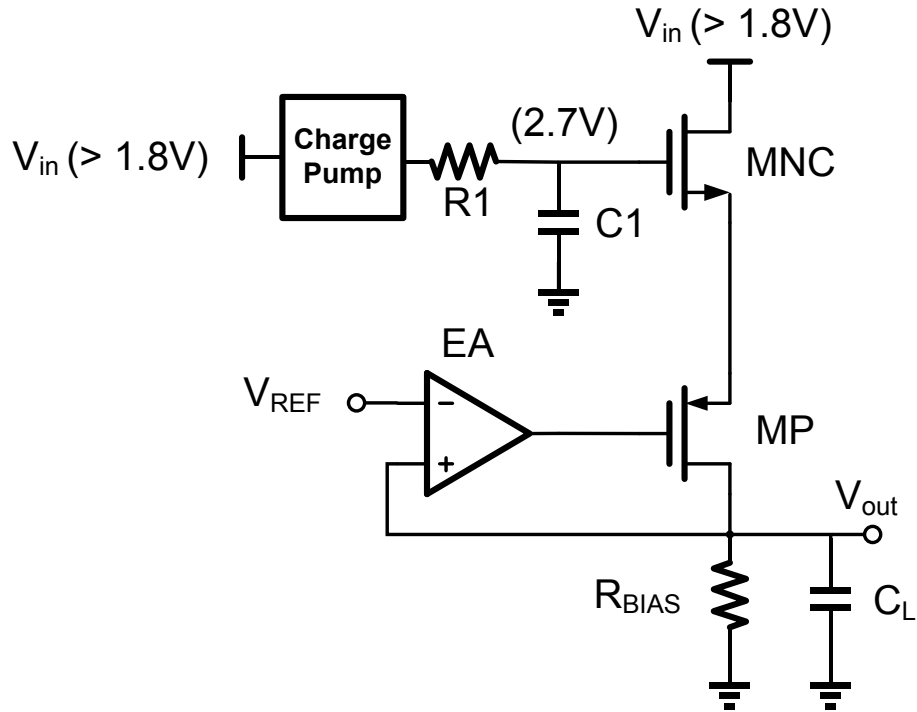 V_in (> 1.8V)
Charge
Pump
V_in (> 1.8V)
(2.7V)
MNC
R1
C1
EA
V_REF
−
+
MP
V_out
R_BIAS
C_L